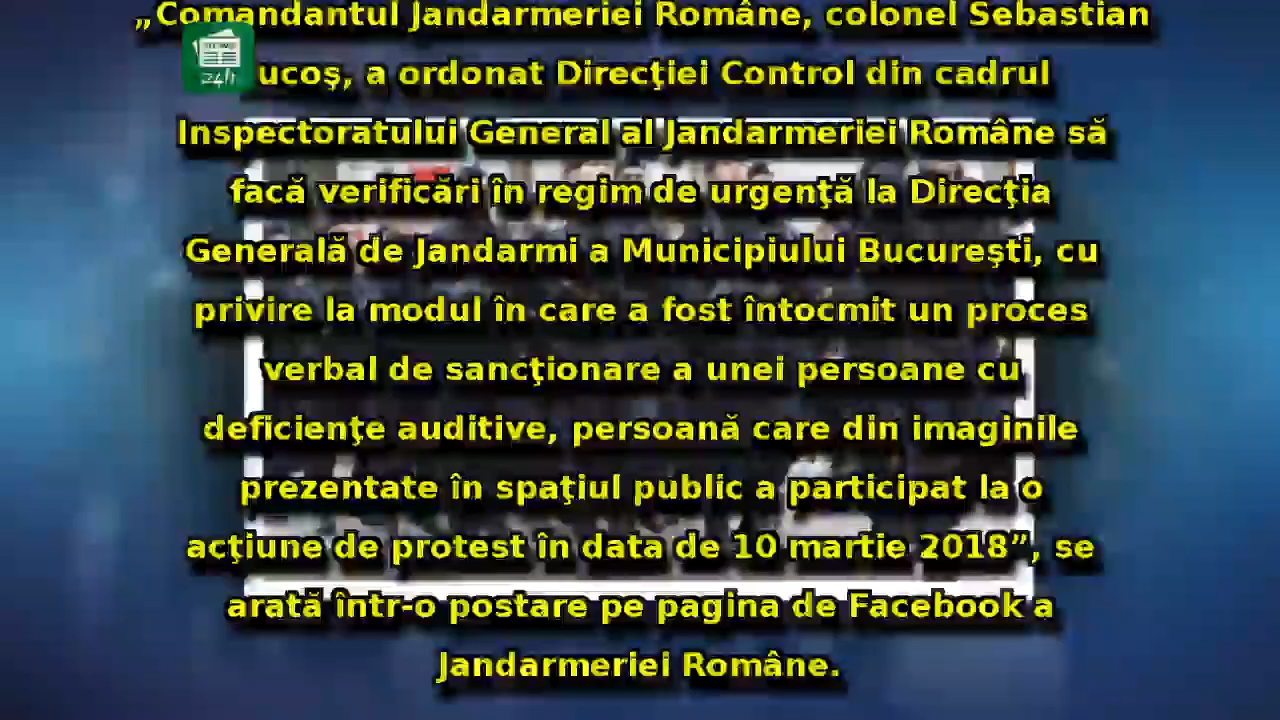 „Comandantul Jandarmeriei Române, colonel Sebastian
ucoş, a ordonat Direcţiei Control din cadrul
Inspectoratului General al Jandarmeriei Române să
facă verificări în regim de urgenţă la Direcţia
Generală de Jandarmi a Municipiului Bucureşti, cu
privire la modul în care a fost întocmit un proces
verbal de sancţionare a unei persoane cu
deficienţe auditive, persoană care din imaginile
prezentate în spaţiul public a participat la o
acţiune de protest în data de 10 martie 2018”, se
arată într-o postare pe pagina de Facebook a
Jandarmeriei Române.
24h